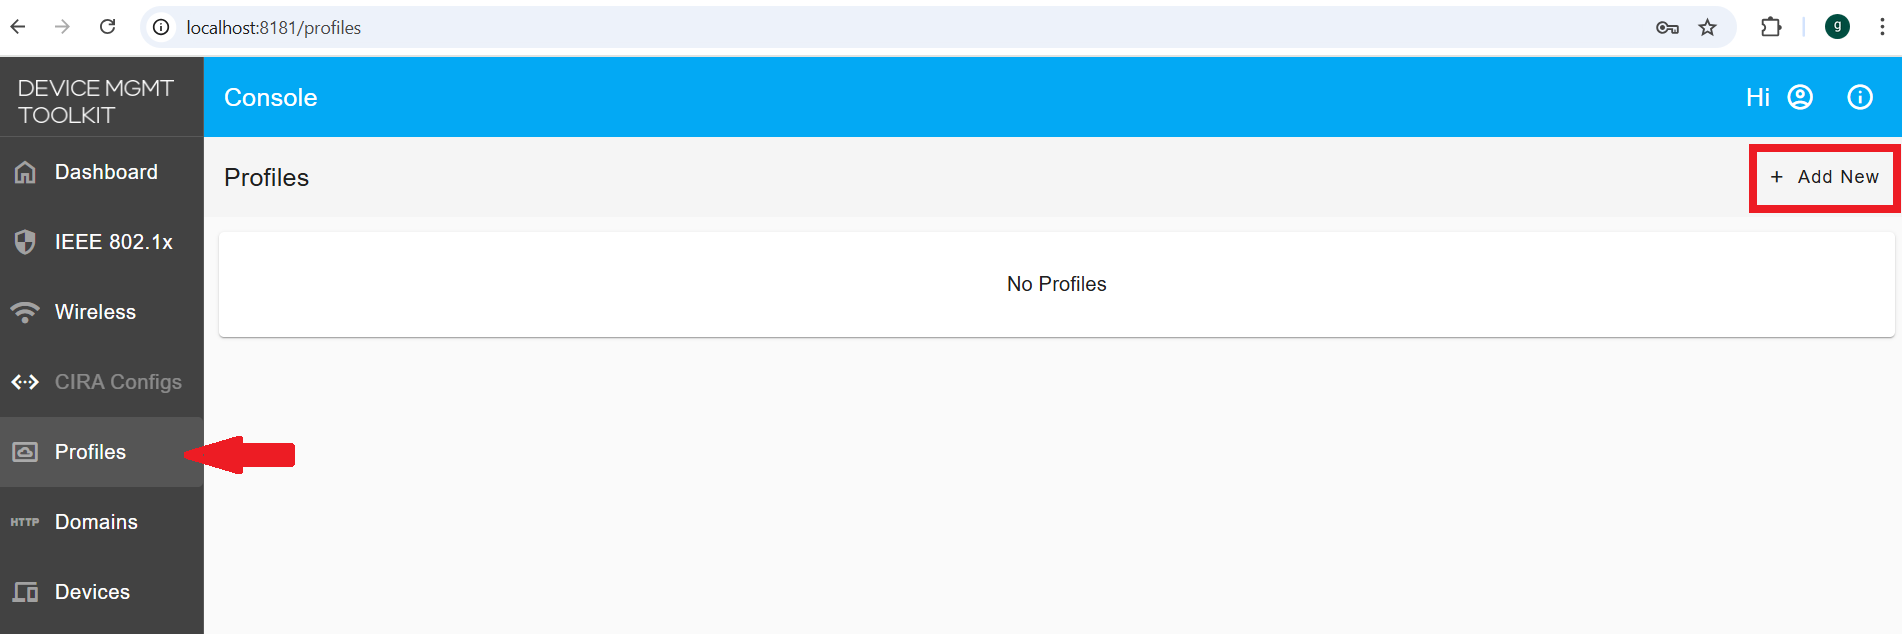 localhost:8181/profiles
g
DEVICE MGMT
TOOLKIT
Console
Hi
Dashboard
Profiles
+ Add New
IEEE 802.1x
No Profiles
Wireless
CIRA Configs
Profiles
HTTP Domains
Devices